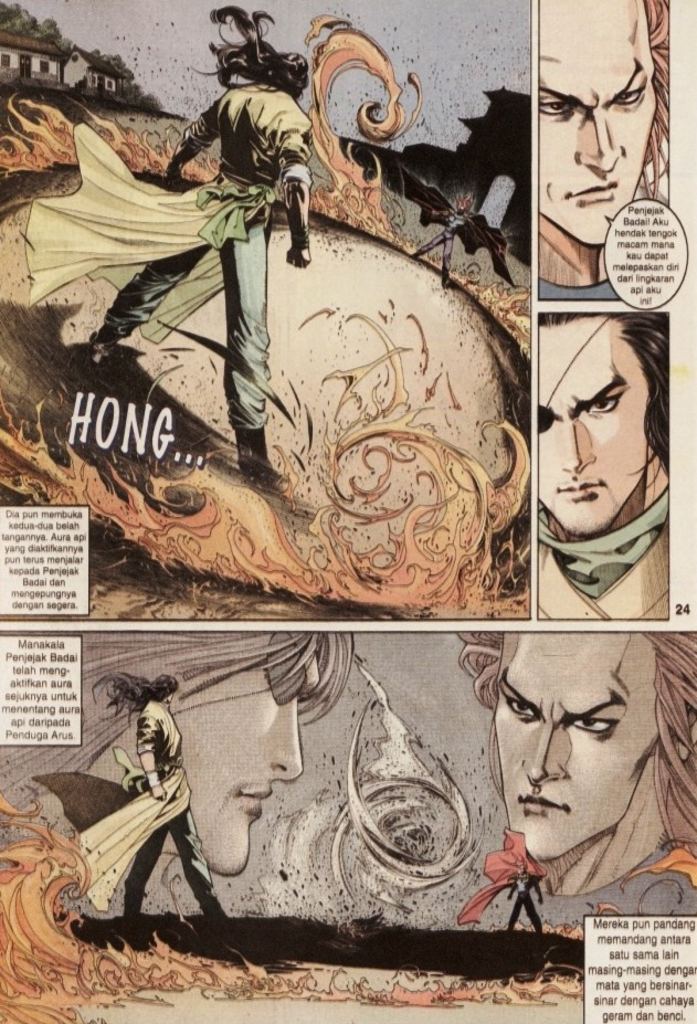 Penjejak
Badai! Aku
hendak tengok
macam mana
kau dapat
melepaskan diri
dari lingkaran
api aku
ini!
HONG...
Dia pun membuka
kedua-dua belah
tangannya. Aura api
yang diaktifkannya
pun terus menjalar
kepada Penjejak
Badai dan
mengepungnya
dengan segera.
24
Manakala
Penjejak Badai
telah meng-
aktifkan aura
sejuknya untuk
menentang aura
api daripada
Penduga Arus.
Mereka pun pandang
memandang antara
satu sama lain
masing-masing dengan
mata yang bersinar-
sinar dengan cahaya
geram dan benci.